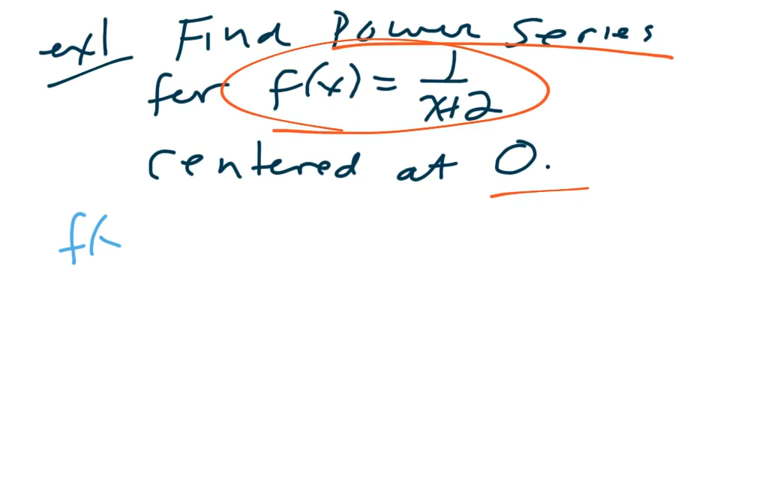 ex1 Find Power Series
for f(x) = 1/(x+2)
centered at 0.
f(